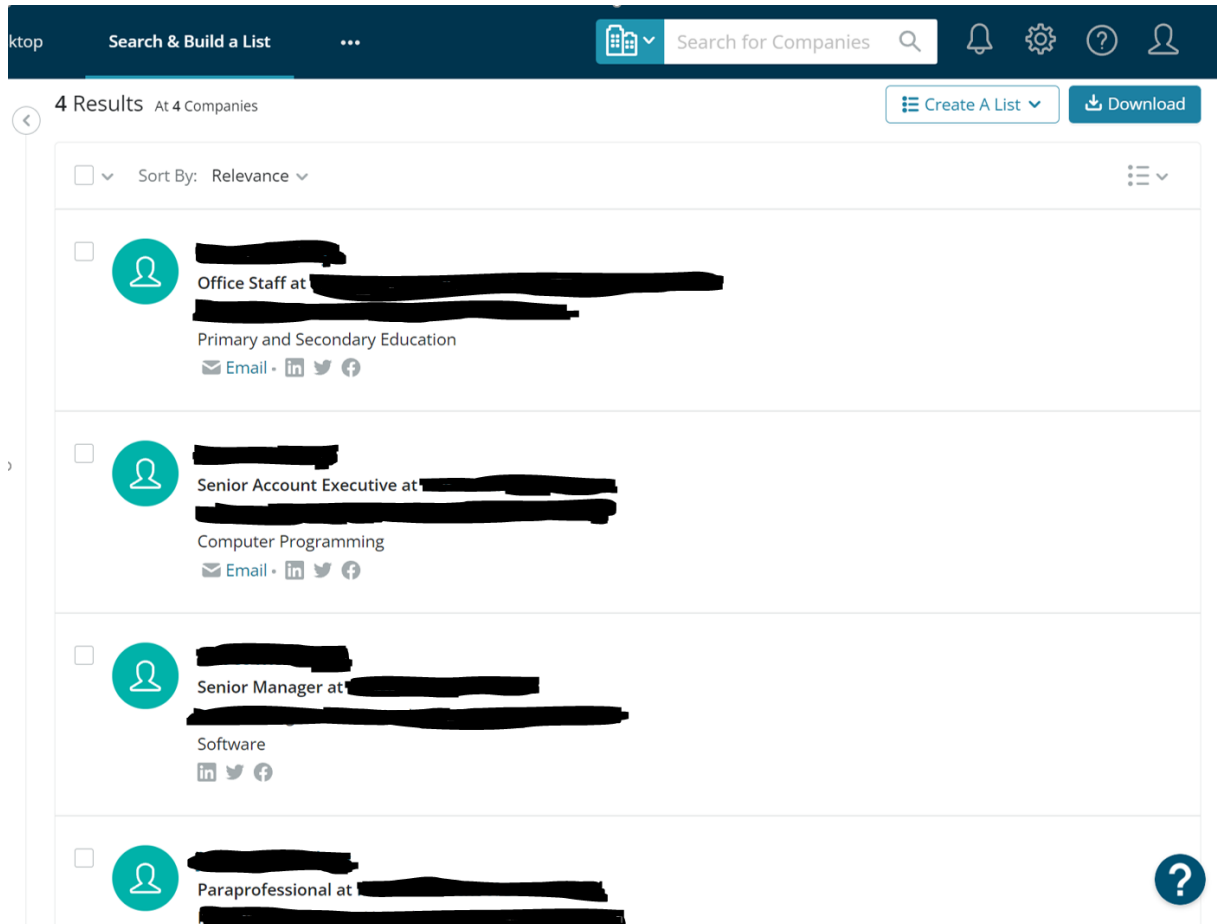 ktop Search & Build a List ••• Search for Companies
4 Results At 4 Companies Create A List Download
Sort By: Relevance
Office Staff at
Primary and Secondary Education
Email •
Senior Account Executive at
Computer Programming
Email •
Senior Manager at
Software
Paraprofessional at
?